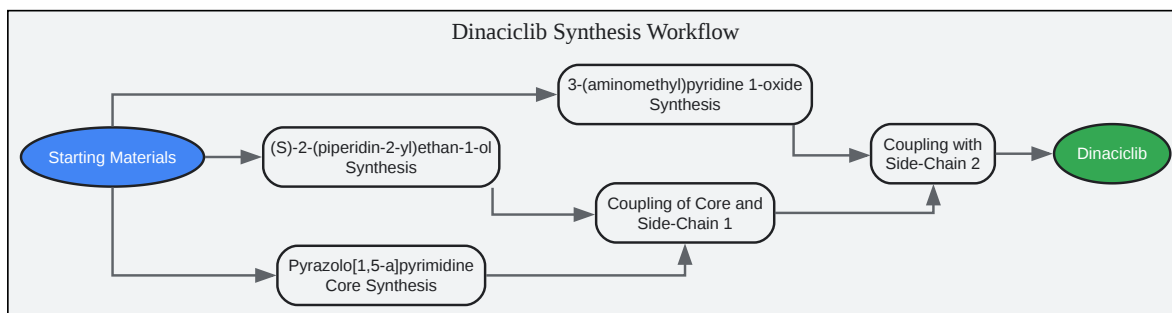 Dinaciclib Synthesis Workflow
3-(aminomethyl)pyridine 1-oxide
Synthesis
Starting Materials
(S)-2-(piperidin-2-yl)ethan-1-ol
Synthesis
Coupling with
Side-Chain 2
Dinaciclib
Coupling of Core and
Side-Chain 1
Pyrazolo[1,5-a]pyrimidine
Core Synthesis